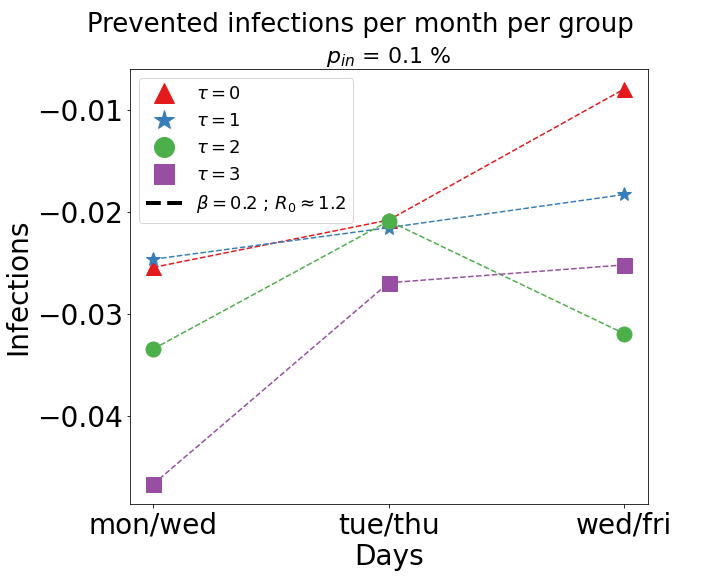 Prevented infections per month per group
p_in = 0.1 %
τ = 0
τ = 1
τ = 2
τ = 3
β = 0.2 ; R₀ ≈ 1.2
−0.01
−0.02
−0.03
−0.04
Infections
mon/wed tue/thu wed/fri
Days